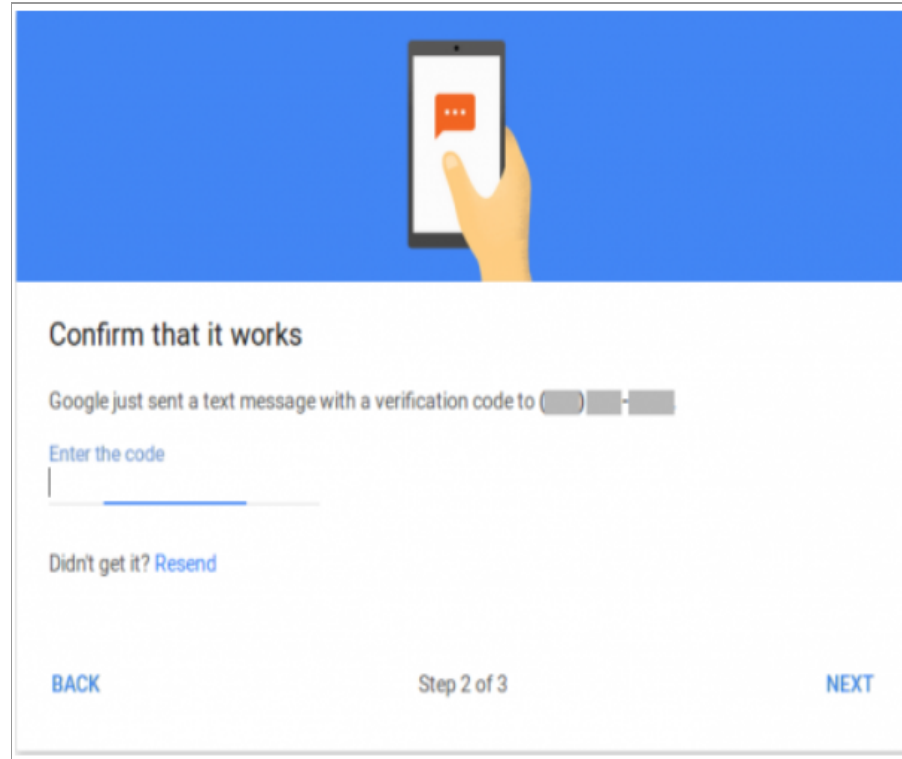 Confirm that it works
Google just sent a text message with a verification code to ( ) -
Enter the code
Didn't get it? Resend
BACK
Step 2 of 3
NEXT